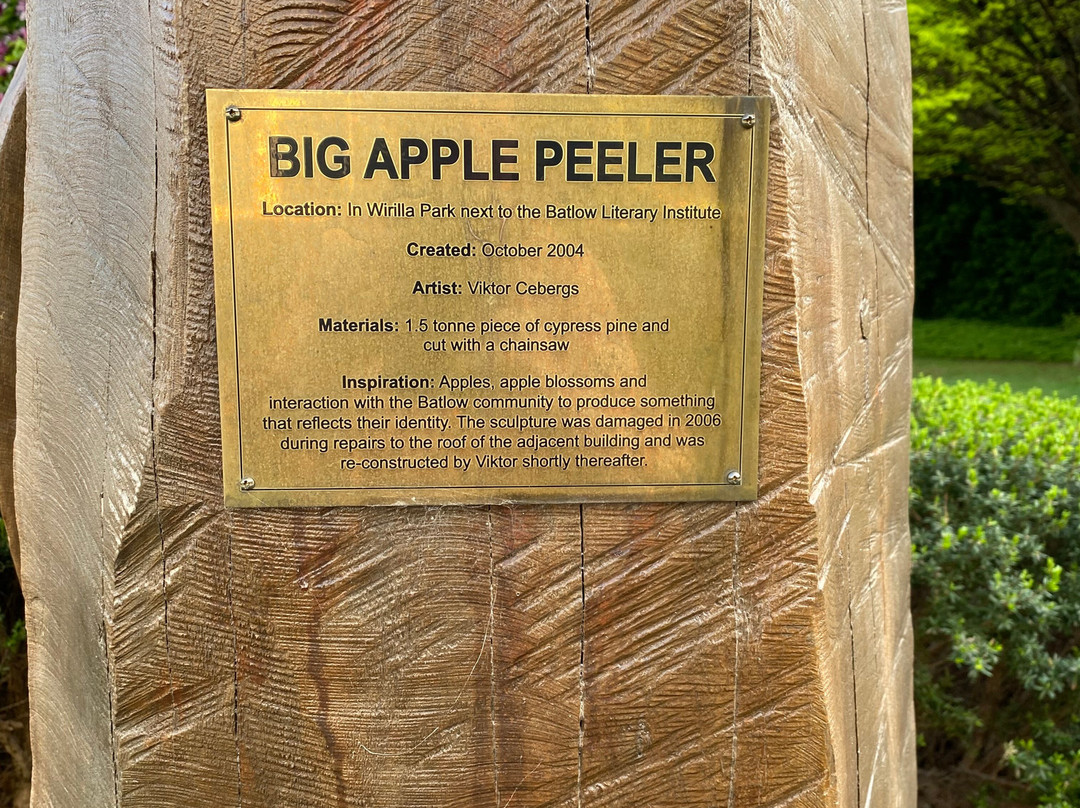 BIG APPLE PEELER
Location: In Wirilla Park next to the Batlow Literary Institute
Created: October 2004
Artist: Viktor Cebergs
Materials: 1.5 tonne piece of cypress pine and
cut with a chainsaw
Inspiration: Apples, apple blossoms and
interaction with the Batlow community to produce something
that reflects their identity. The sculpture was damaged in 2006
during repairs to the roof of the adjacent building and was
re-constructed by Viktor shortly thereafter.